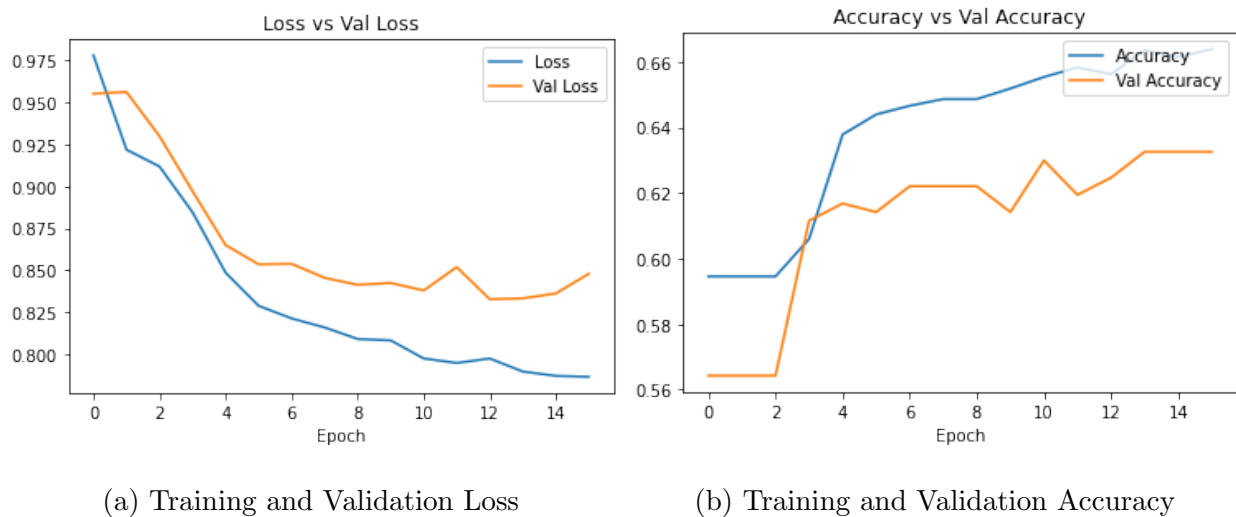 Loss vs Val Loss
Loss
Val Loss
0.975
0.950
0.925
0.900
0.875
0.850
0.825
0.800
0 2 4 6 8 10 12 14
Epoch
(a) Training and Validation Loss
Accuracy vs Val Accuracy
Accuracy
Val Accuracy
0.66
0.64
0.62
0.60
0.58
0.56
0 2 4 6 8 10 12 14
Epoch
(b) Training and Validation Accuracy